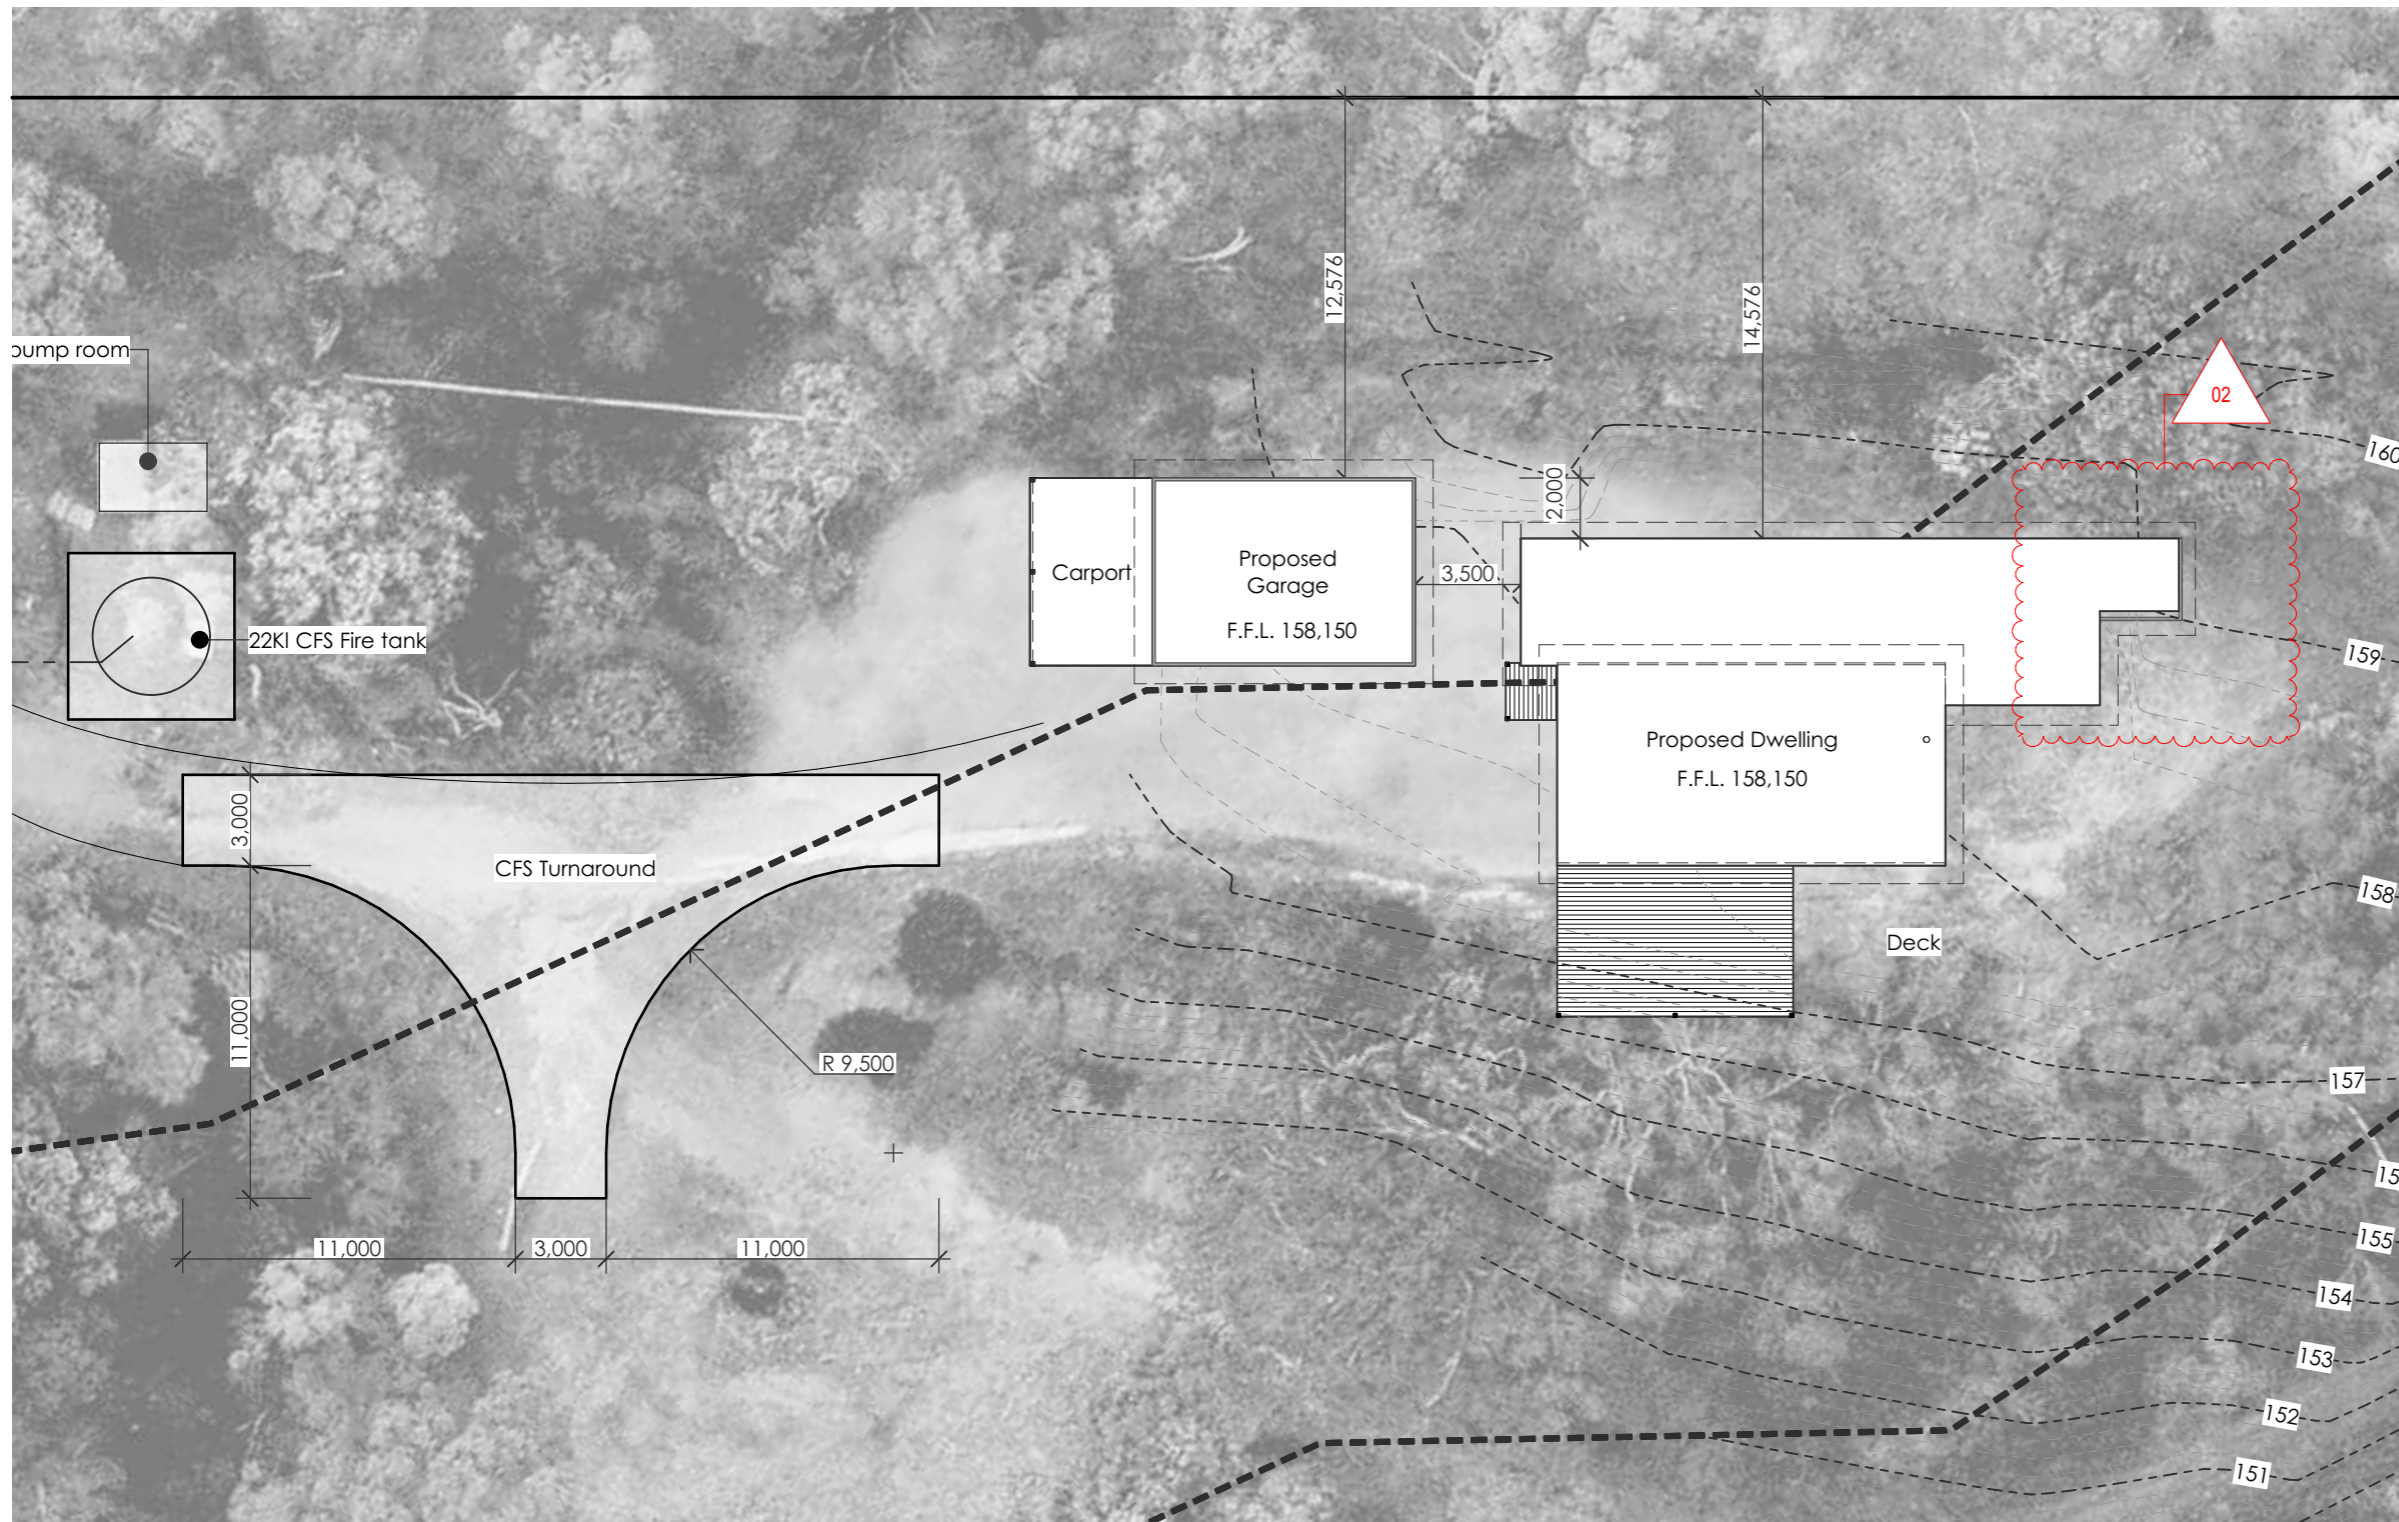 12,576
14,576
pump room
02
160
2,000
Carport
Proposed
Garage
F.F.L. 158,150
3,500
22Kl CFS Fire tank
159
Proposed Dwelling
F.F.L. 158,150
3,000
CFS Turnaround
158
Deck
11,000
R 9,500
157
15
155
11,000
3,000
11,000
154
153
152
151